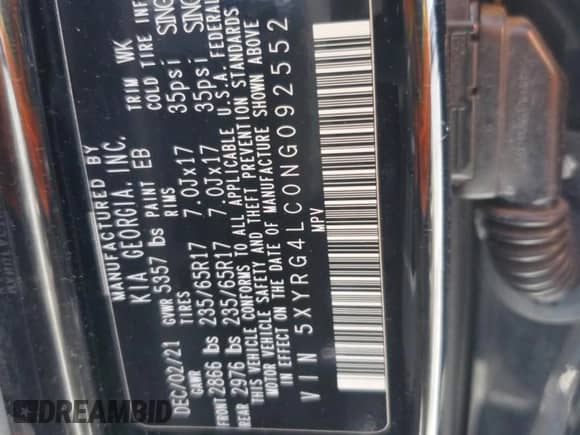 MANUFACTURED BY
KIA GEORGIA, INC.
DEC/02/21 PAINT EB TRIM WK
GVWR 5357 lbs
GAWR TIRES RIMS COLD TIRE INF
FRONT 2866 lbs 235/65R17 7.0Jx17 35psi SING
REAR 2976 lbs 235/65R17 7.0Jx17 35psi SING
THIS VEHICLE CONFORMS TO ALL APPLICABLE U.S.A. FEDERAL
MOTOR VEHICLE SAFETY AND THEFT PREVENTION STANDARDS
IN EFFECT ON THE DATE OF MANUFACTURE SHOWN ABOVE
VIN 5XYRG4LC0NG092552
MPV
DREAMBID